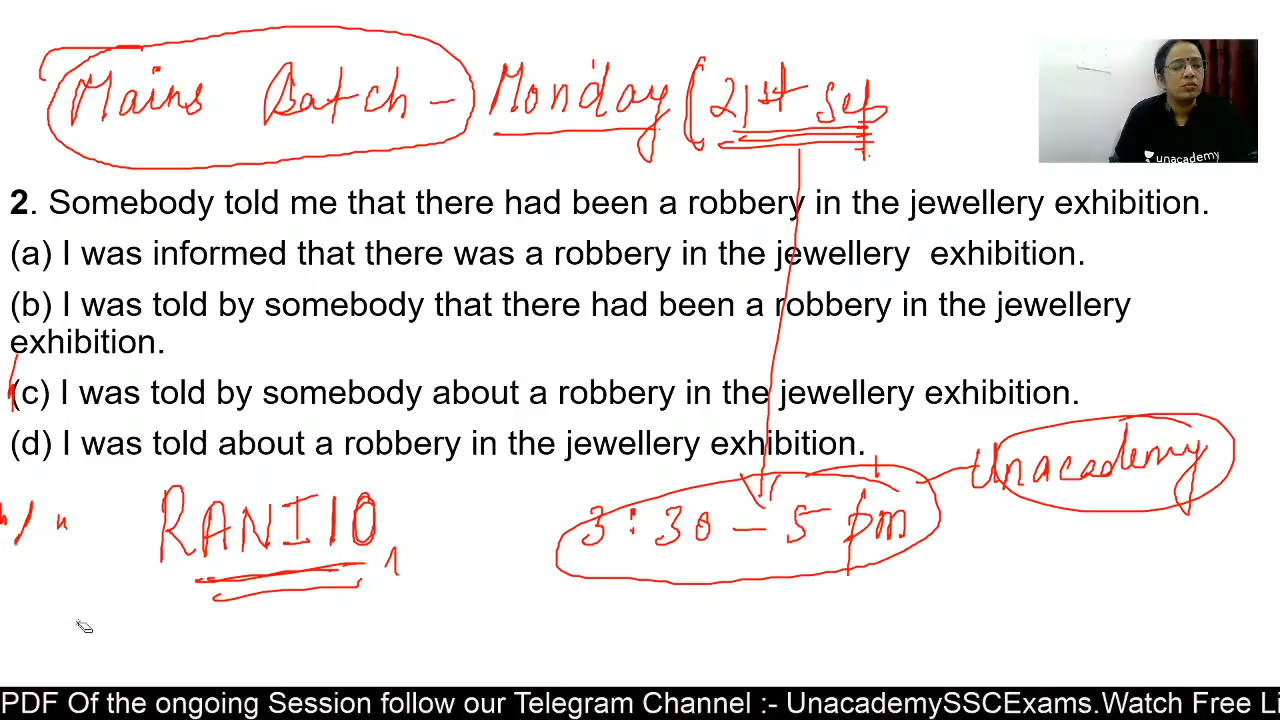 Mains Batch - Monday (21st Sep
unacademy
2. Somebody told me that there had been a robbery in the jewellery exhibition.
(a) I was informed that there was a robbery in the jewellery exhibition.
(b) I was told by somebody that there had been a robbery in the jewellery
exhibition.
(c) I was told by somebody about a robbery in the jewellery exhibition.
(d) I was told about a robbery in the jewellery exhibition.
Unacademy
RANI10
3:30 - 5 pm
PDF Of the ongoing Session follow our Telegram Channel :- UnacademySSCExams.Watch Free Li